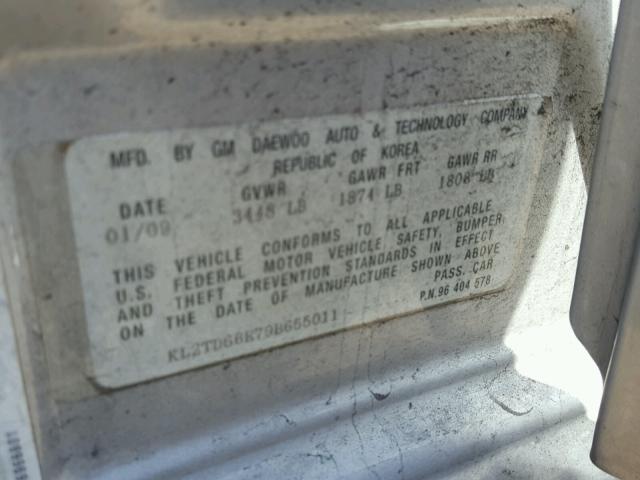 MFD. BY GM DAEWOO AUTO & TECHNOLOGY COMPANY
REPUBLIC OF KOREA
DATE GVWR GAWR FRT GAWR RR
01/09 3448 LB 1874 LB 1808 LB
THIS VEHICLE CONFORMS TO ALL APPLICABLE
U.S. FEDERAL MOTOR VEHICLE SAFETY, BUMPER,
AND THEFT PREVENTION STANDARDS IN EFFECT
ON THE DATE OF MANUFACTURE SHOWN ABOVE
PASS. CAR
KL2TD66E79B655011 P.N.96 404 578